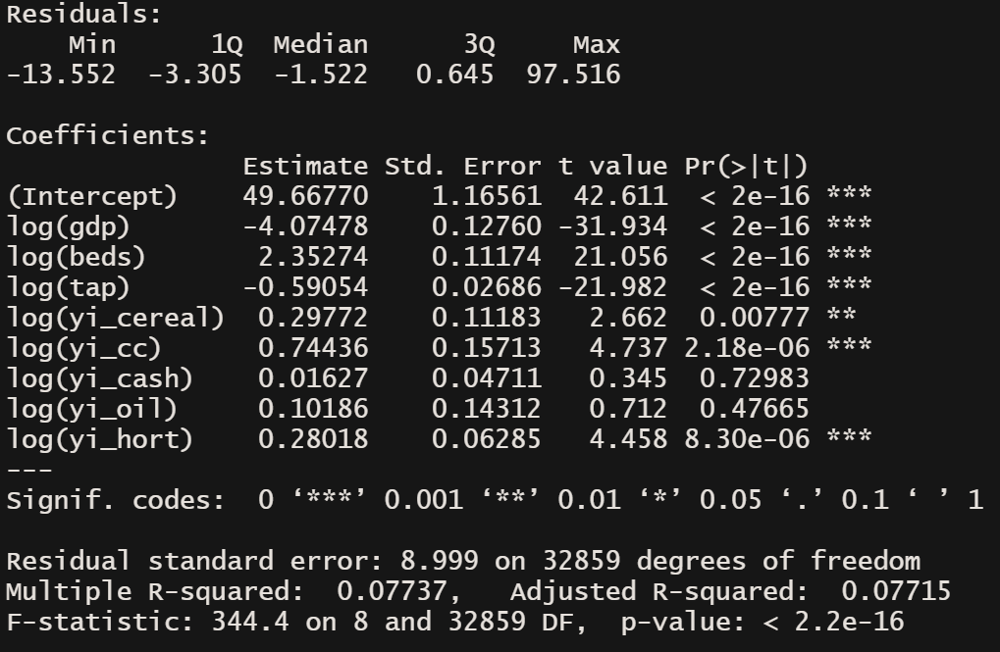 Residuals:
    Min      1Q  Median      3Q     Max
-13.552  -3.305  -1.522   0.645  97.516

Coefficients:
               Estimate Std. Error t value Pr(>|t|)
(Intercept)    49.66770    1.16561  42.611  < 2e-16 ***
log(gdp)       -4.07478    0.12760 -31.934  < 2e-16 ***
log(beds)       2.35274    0.11174  21.056  < 2e-16 ***
log(tap)       -0.59054    0.02686 -21.982  < 2e-16 ***
log(yi_cereal)  0.29772    0.11183   2.662  0.00777 **
log(yi_cc)      0.74436    0.15713   4.737 2.18e-06 ***
log(yi_cash)    0.01627    0.04711   0.345  0.72983
log(yi_oil)     0.10186    0.14312   0.712  0.47665
log(yi_hort)    0.28018    0.06285   4.458 8.30e-06 ***
---
Signif. codes:  0 ‘***’ 0.001 ‘**’ 0.01 ‘*’ 0.05 ‘.’ 0.1 ‘ ’ 1

Residual standard error: 8.999 on 32859 degrees of freedom
Multiple R-squared:  0.07737,   Adjusted R-squared:  0.07715
F-statistic: 344.4 on 8 and 32859 DF,  p-value: < 2.2e-16